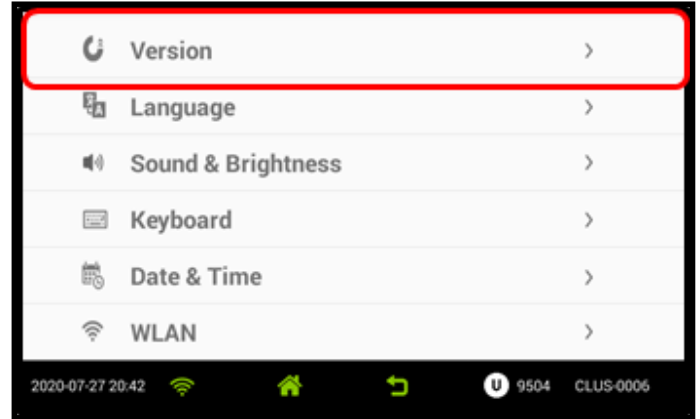 Version
Language
Sound & Brightness
Keyboard
Date & Time
WLAN
2020-07-27 20:42 U 9504 CLUS-0006